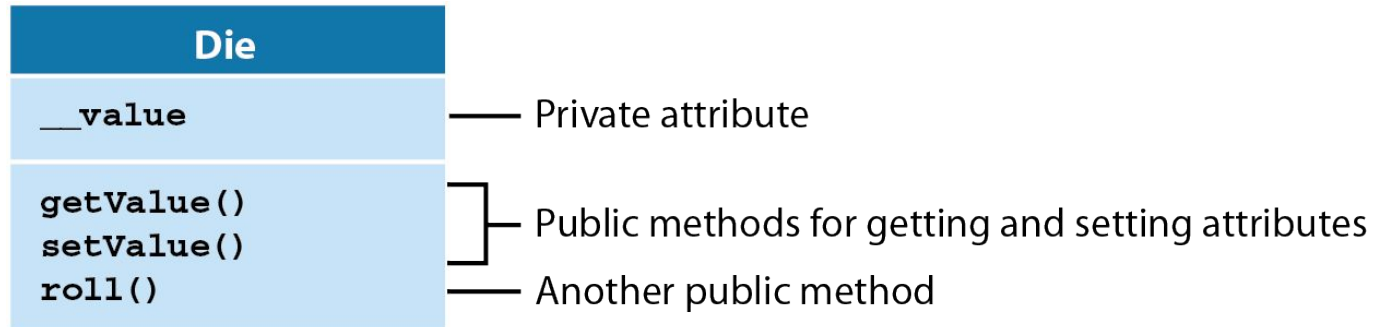 Die
__value
Private attribute
getValue()
setValue()
Public methods for getting and setting attributes
roll()
Another public method